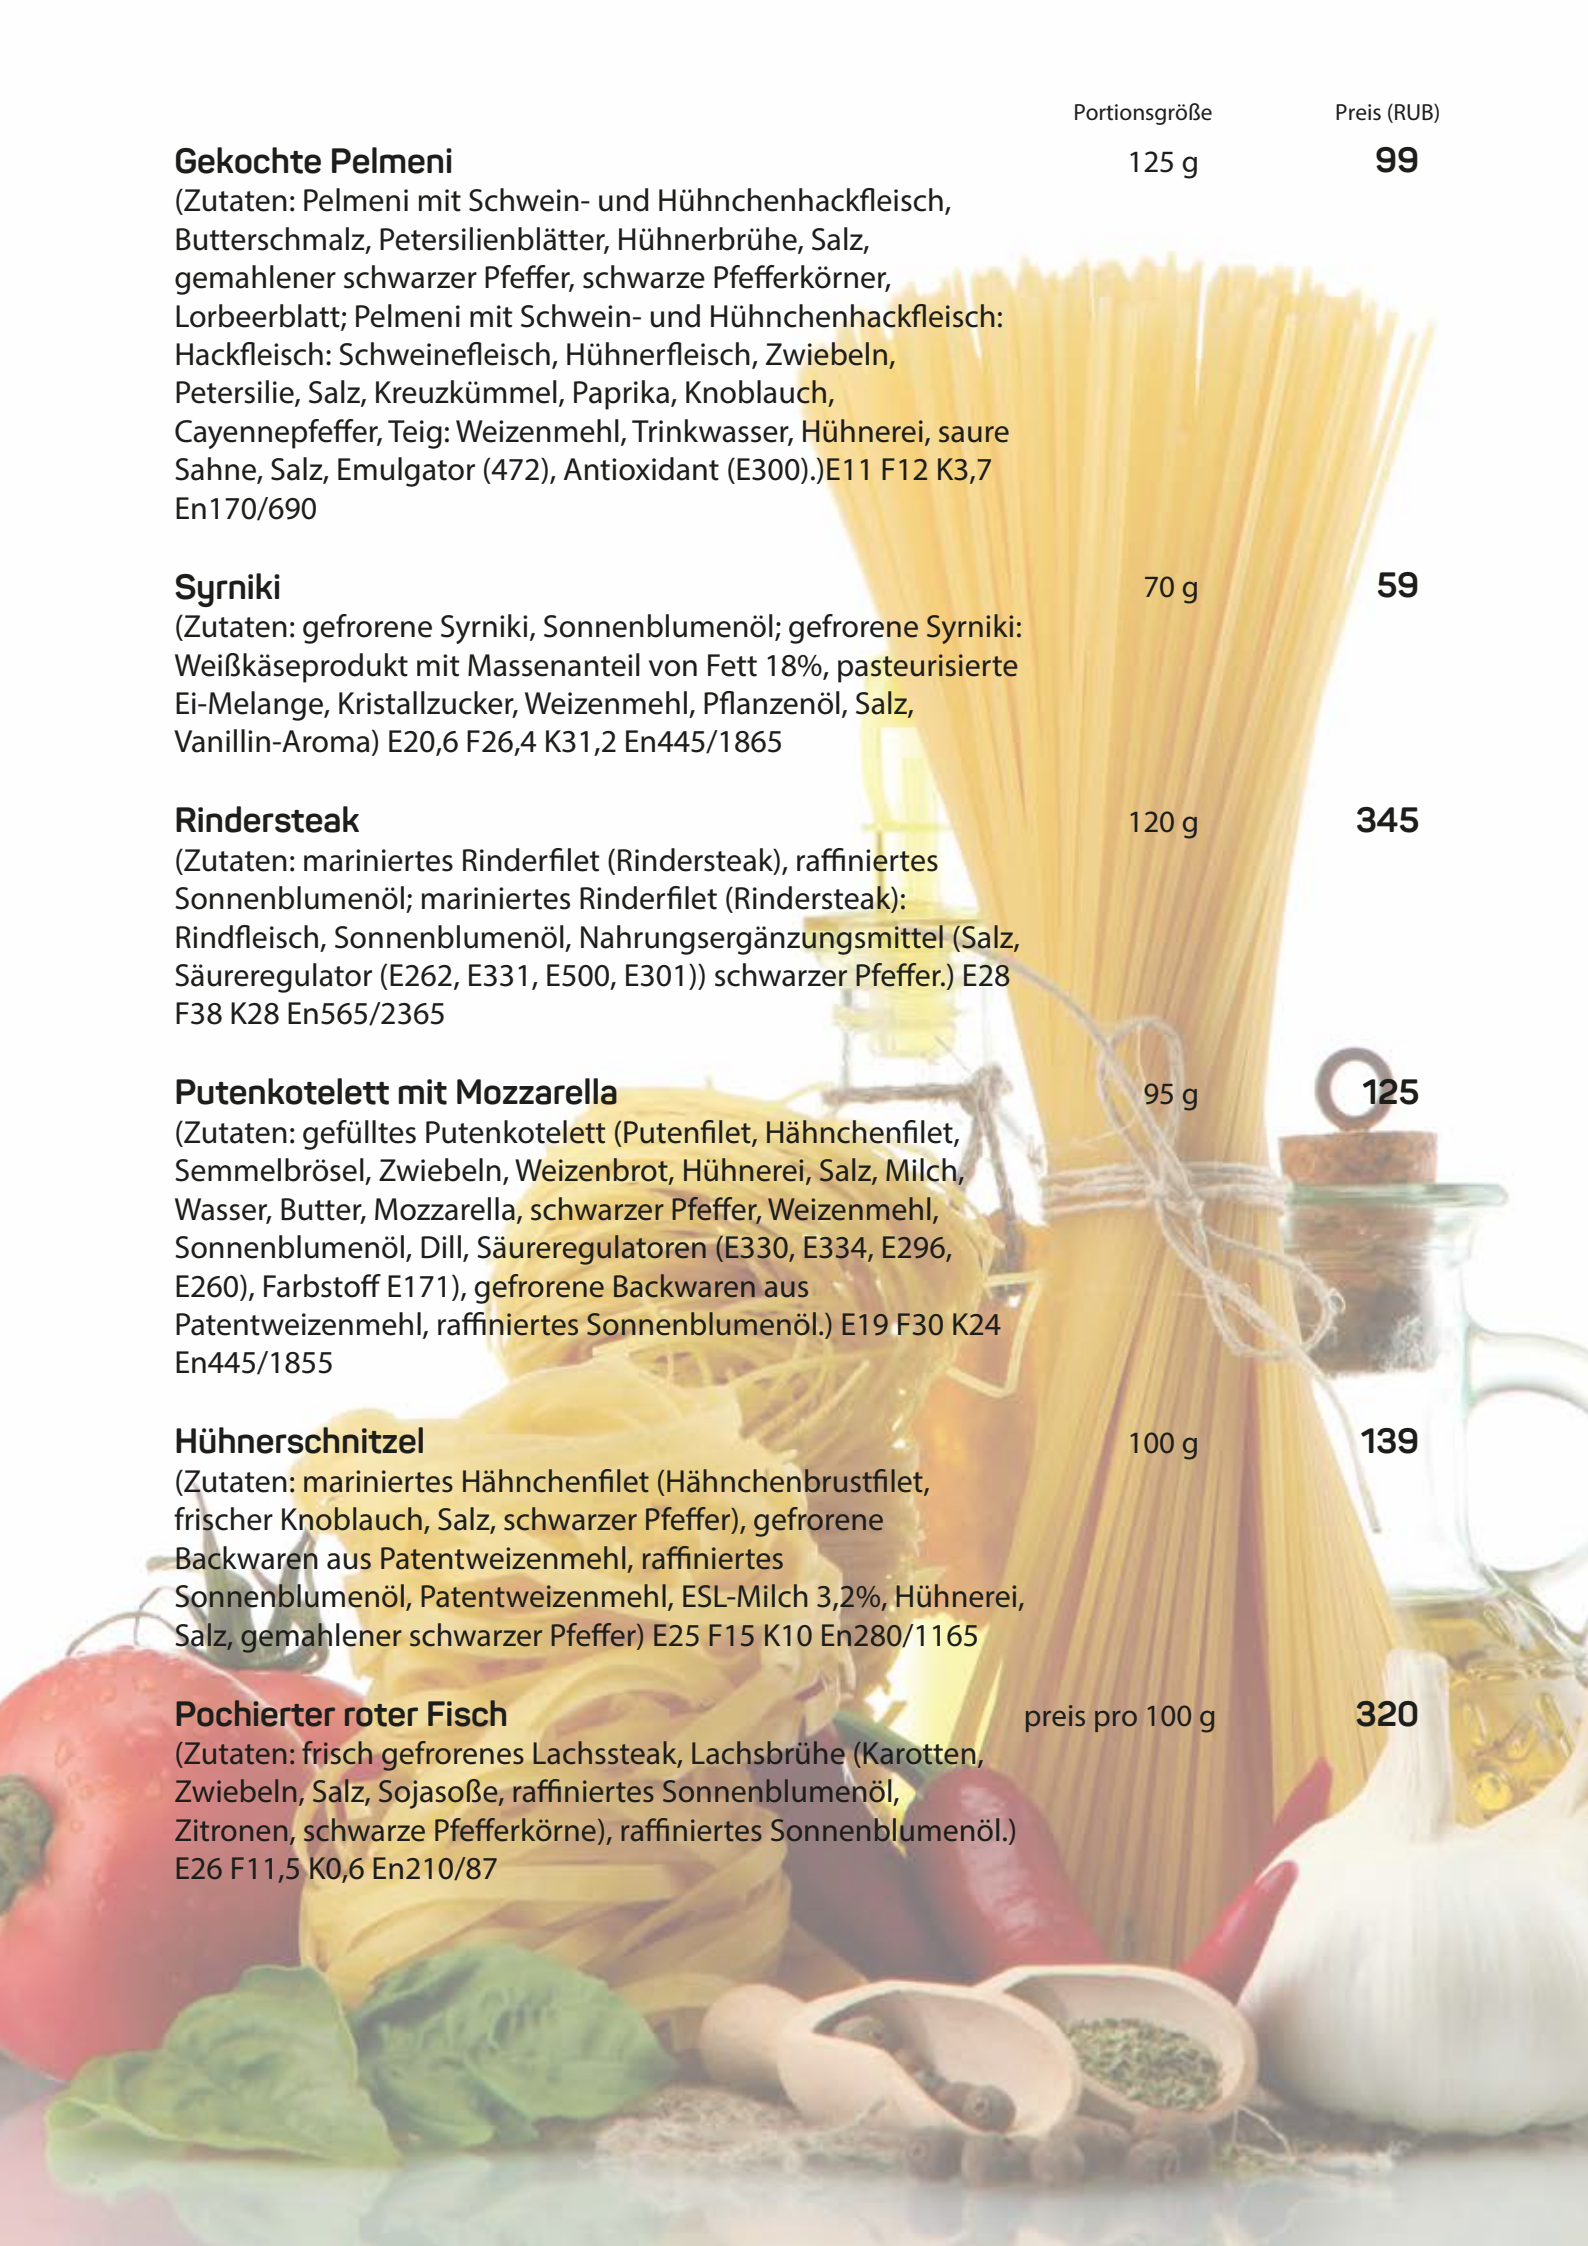 Portionsgröße Preis (RUB)
Gekochte Pelmeni 125 g 99
(Zutaten: Pelmeni mit Schwein- und Hühnchenhackfleisch,
Butterschmalz, Petersilienblätter, Hühnerbrühe, Salz,
gemahlener schwarzer Pfeffer, schwarze Pfefferkörner,
Lorbeerblatt; Pelmeni mit Schwein- und Hühnchenhackfleisch:
Hackfleisch: Schweinefleisch, Hühnerfleisch, Zwiebeln,
Petersilie, Salz, Kreuzkümmel, Paprika, Knoblauch,
Cayennepfeffer, Teig: Weizenmehl, Trinkwasser, Hühnerei, saure
Sahne, Salz, Emulgator (472), Antioxidant (E300).)E11 F12 K3,7
En170/690
Syrniki 70 g 59
(Zutaten: gefrorene Syrniki, Sonnenblumenöl; gefrorene Syrniki:
Weißkäseprodukt mit Massenanteil von Fett 18%, pasteurisierte
Ei-Melange, Kristallzucker, Weizenmehl, Pflanzenöl, Salz,
Vanillin-Aroma) E20,6 F26,4 K31,2 En445/1865
Rindersteak 120 g 345
(Zutaten: mariniertes Rinderfilet (Rindersteak), raffiniertes
Sonnenblumenöl; mariniertes Rinderfilet (Rindersteak):
Rindfleisch, Sonnenblumenöl, Nahrungsergänzungsmittel (Salz,
Säureregulator (E262, E331, E500, E301)) schwarzer Pfeffer.) E28
F38 K28 En565/2365
Putenkotelett mit Mozzarella 95 g 125
(Zutaten: gefülltes Putenkotelett (Putenfilet, Hähnchenfilet,
Semmelbrösel, Zwiebeln, Weizenbrot, Hühnerei, Salz, Milch,
Wasser, Butter, Mozzarella, schwarzer Pfeffer, Weizenmehl,
Sonnenblumenöl, Dill, Säureregulatoren (E330, E334, E296,
E260), Farbstoff E171), gefrorene Backwaren aus
Patentweizenmehl, raffiniertes Sonnenblumenöl.) E19 F30 K24
En445/1855
Hühnerschnitzel 100 g 139
(Zutaten: mariniertes Hähnchenfilet (Hähnchenbrustfilet,
frischer Knoblauch, Salz, schwarzer Pfeffer), gefrorene
Backwaren aus Patentweizenmehl, raffiniertes
Sonnenblumenöl, Patentweizenmehl, ESL-Milch 3,2%, Hühnerei,
Salz, gemahlener schwarzer Pfeffer) E25 F15 K10 En280/1165
Pochierter roter Fisch preis pro 100 g 320
(Zutaten: frisch gefrorenes Lachssteak, Lachsbrühe (Karotten,
Zwiebeln, Salz, Sojasoße, raffiniertes Sonnenblumenöl,
Zitronen, schwarze Pfefferkörne), raffiniertes Sonnenblumenöl.)
E26 F11,5 K0,6 En210/87